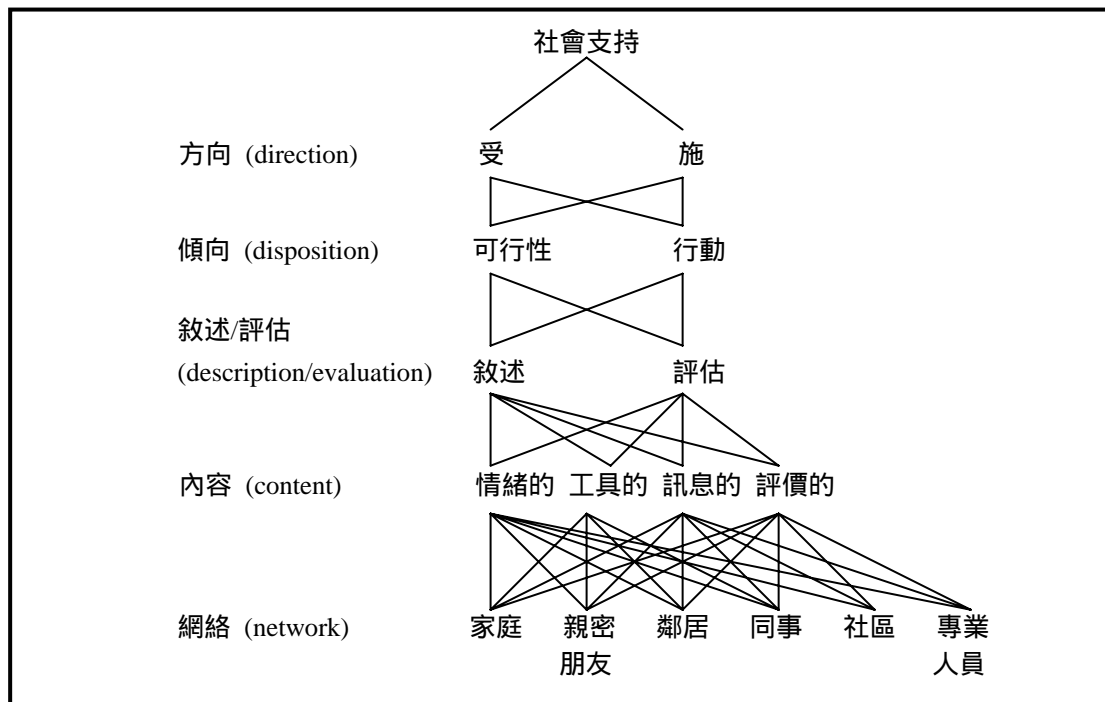 社會支持
方向 (direction) 受 施
傾向 (disposition) 可行性 行動
敘述/評估
(description/evaluation) 敘述 評估
內容 (content) 情緒的 工具的 訊息的 評價的
網絡 (network) 家庭 親密 鄰居 同事 社區 專業
朋友 人員